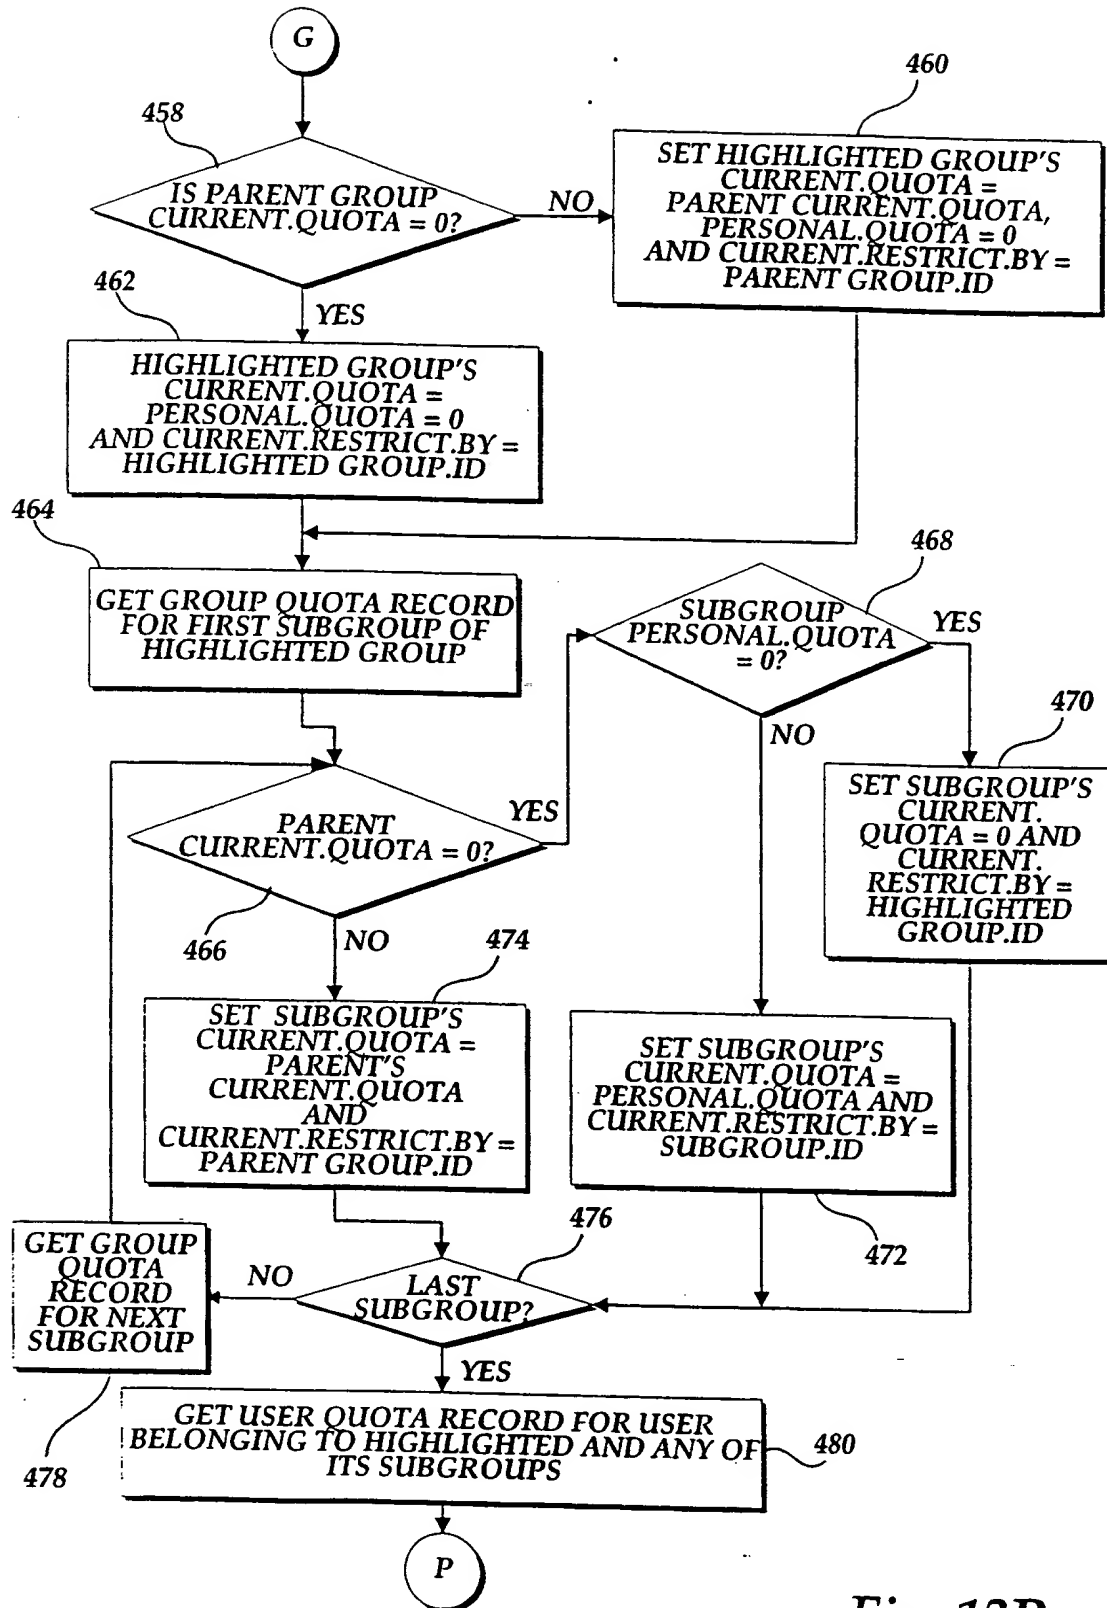 G
460
458
IS PARENT GROUP
CURRENT.QUOTA = 0?
NO
SET HIGHLIGHTED GROUP'S
CURRENT.QUOTA =
PARENT CURRENT.QUOTA,
PERSONAL.QUOTA = 0
AND CURRENT.RESTRICT.BY =
PARENT GROUP.ID
462
YES
HIGHLIGHTED GROUP'S
CURRENT.QUOTA =
PERSONAL.QUOTA = 0
AND CURRENT.RESTRICT.BY =
HIGHLIGHTED GROUP.ID
464
468
GET GROUP QUOTA RECORD
FOR FIRST SUBGROUP OF
HIGHLIGHTED GROUP
SUBGROUP
PERSONAL.QUOTA
= 0?
YES
470
NO
SET SUBGROUP'S
CURRENT.
QUOTA = 0 AND
CURRENT.
RESTRICT.BY =
HIGHLIGHTED
GROUP.ID
YES
PARENT
CURRENT.QUOTA = 0?
466
NO
474
SET SUBGROUP'S
CURRENT.QUOTA =
PARENT'S
CURRENT.QUOTA
AND
CURRENT.RESTRICT.BY =
PARENT GROUP.ID
SET SUBGROUP'S
CURRENT.QUOTA =
PERSONAL.QUOTA AND
CURRENT.RESTRICT.BY =
SUBGROUP.ID
472
476
GET GROUP
QUOTA
RECORD
FOR NEXT
SUBGROUP
NO
LAST
SUBGROUP?
YES
478
GET USER QUOTA RECORD FOR USER
BELONGING TO HIGHLIGHTED AND ANY OF
ITS SUBGROUPS
480
P